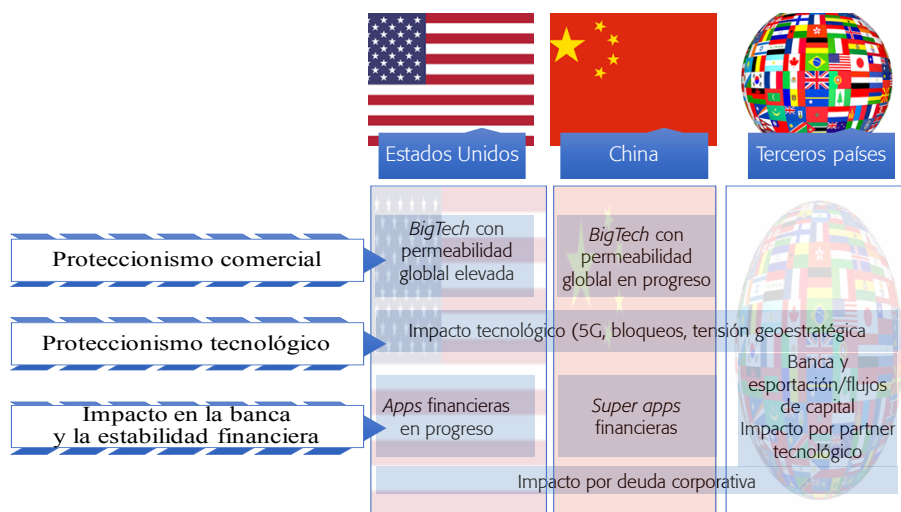 Estados Unidos
China
Terceros países
Proteccionismo comercial
BigTech con
permeabilidad
globlal elevada
BigTech con
permeabilidad
globlal en progreso
Proteccionismo tecnológico
Impacto tecnológico (5G, bloqueos, tensión geoestratégica
Impacto en la banca
y la estabilidad financiera
Apps financieras
en progreso
Super apps
financieras
Banca y
esportación/flujos
de capital
Impacto por partner
tecnológico
Impacto por deuda corporativa